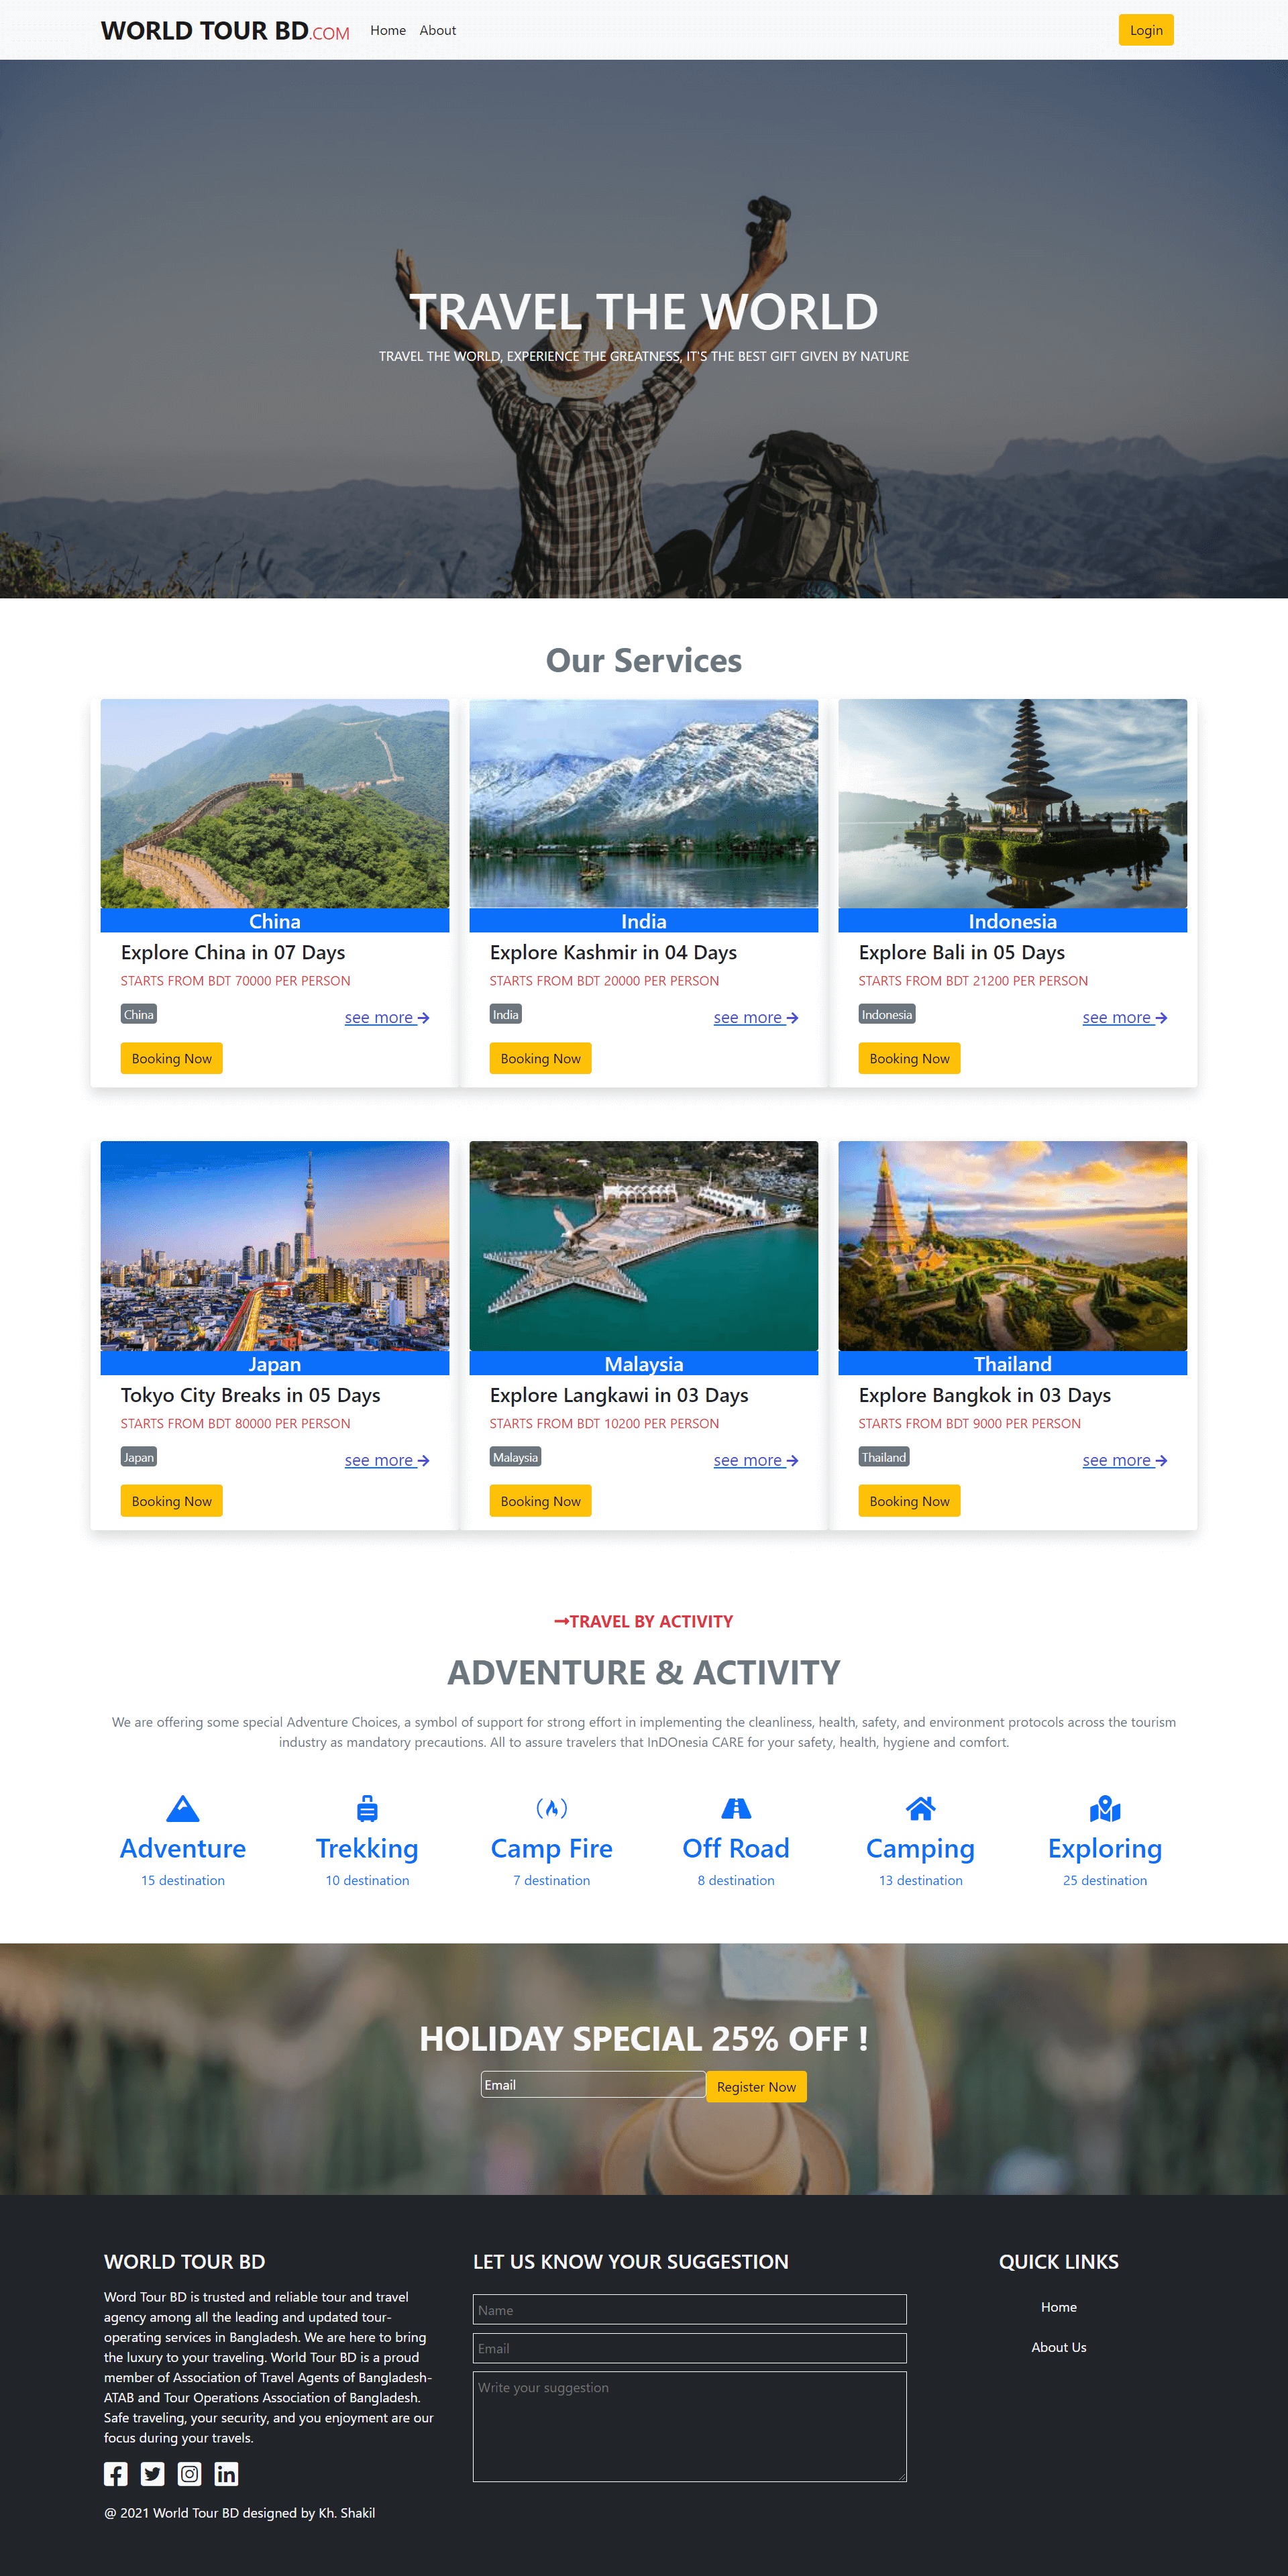 WORLD TOUR BD.COM
Home
About
Login
TRAVEL THE WORLD
TRAVEL THE WORLD, EXPERIENCE THE GREATNESS, IT'S THE BEST GIFT GIVEN BY NATURE
Our Services
China
Explore China in 07 Days
STARTS FROM BDT 70000 PER PERSON
China
see more
Booking Now
India
Explore Kashmir in 04 Days
STARTS FROM BDT 20000 PER PERSON
India
see more
Booking Now
Indonesia
Explore Bali in 05 Days
STARTS FROM BDT 21200 PER PERSON
Indonesia
see more
Booking Now
Japan
Tokyo City Breaks in 05 Days
STARTS FROM BDT 80000 PER PERSON
Japan
see more
Booking Now
Malaysia
Explore Langkawi in 03 Days
STARTS FROM BDT 10200 PER PERSON
Malaysia
see more
Booking Now
Thailand
Explore Bangkok in 03 Days
STARTS FROM BDT 9000 PER PERSON
Thailand
see more
Booking Now
TRAVEL BY ACTIVITY
ADVENTURE & ACTIVITY
We are offering some special Adventure Choices, a symbol of support for strong effort in implementing the cleanliness, health, safety, and environment protocols across the tourism
industry as mandatory precautions. All to assure travelers that InDOnesia CARE for your safety, health, hygiene and comfort.
Adventure
15 destination
Trekking
10 destination
Camp Fire
7 destination
Off Road
8 destination
Camping
13 destination
Exploring
25 destination
HOLIDAY SPECIAL 25% OFF !
Email
Register Now
WORLD TOUR BD
Word Tour BD is trusted and reliable tour and travel
agency among all the leading and updated tour-
operating services in Bangladesh. We are here to bring
the luxury to your traveling. World Tour BD is a proud
member of Association of Travel Agents of Bangladesh-
ATAB and Tour Operations Association of Bangladesh.
Safe traveling, your security, and you enjoyment are our
focus during your travels.
@ 2021 World Tour BD designed by Kh. Shakil
LET US KNOW YOUR SUGGESTION
Name
Email
Write your suggestion
QUICK LINKS
Home
About Us